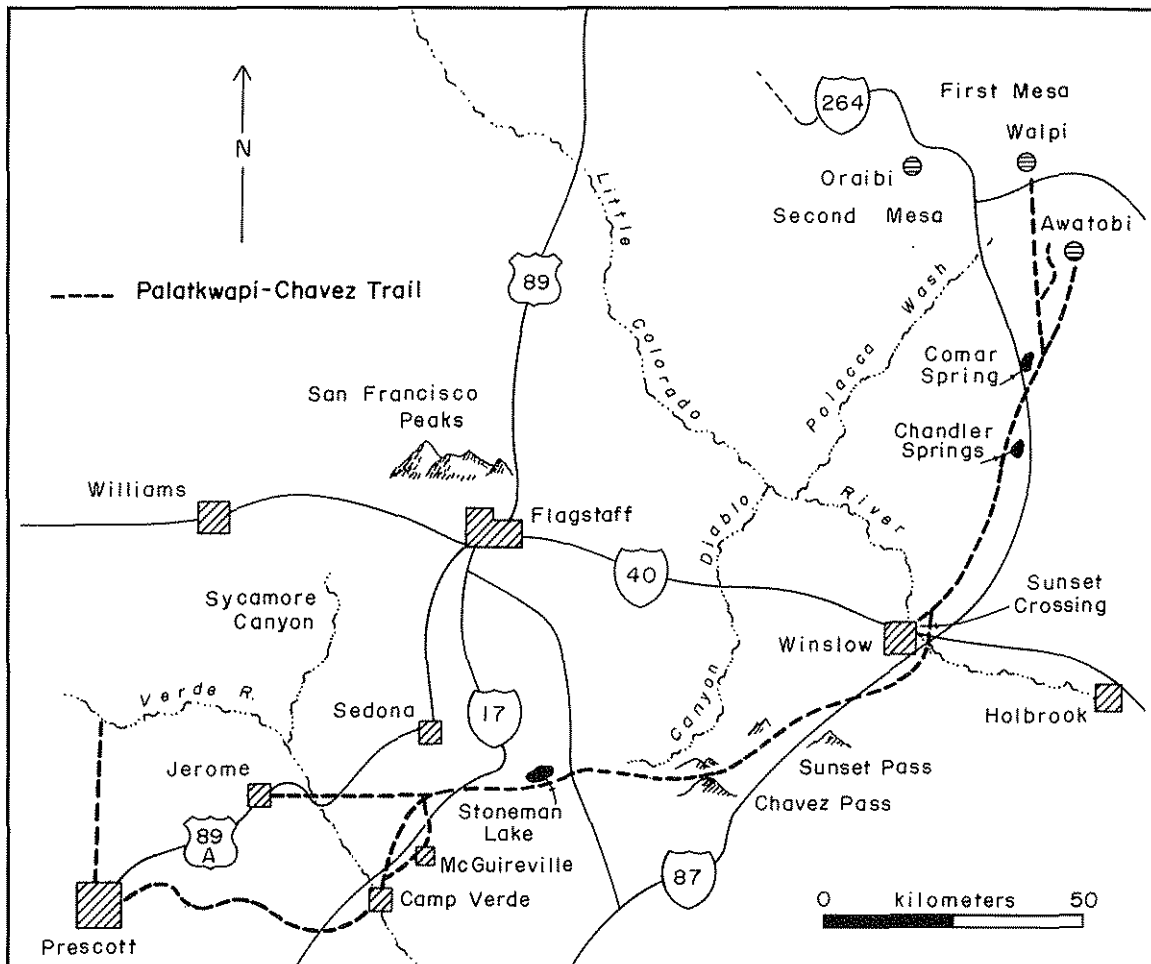 N
Palatkwapi-Chavez Trail
264
First Mesa
Walpi
Oraibi
Second Mesa
Awatobi
89
Little Colorado River
Polacca Wash
Comar
Spring
Chandler
Springs
San Francisco
Peaks
Williams
Flagstaff
40
Diablo Canyon
Sycamore
Canyon
Sunset
Crossing
Winslow
Holbrook
Verde R.
Sedona
17
Jerome
Sunset Pass
Chavez Pass
Stoneman
Lake
89
A
McGuireville
87
Camp Verde
Prescott
0 kilometers 50